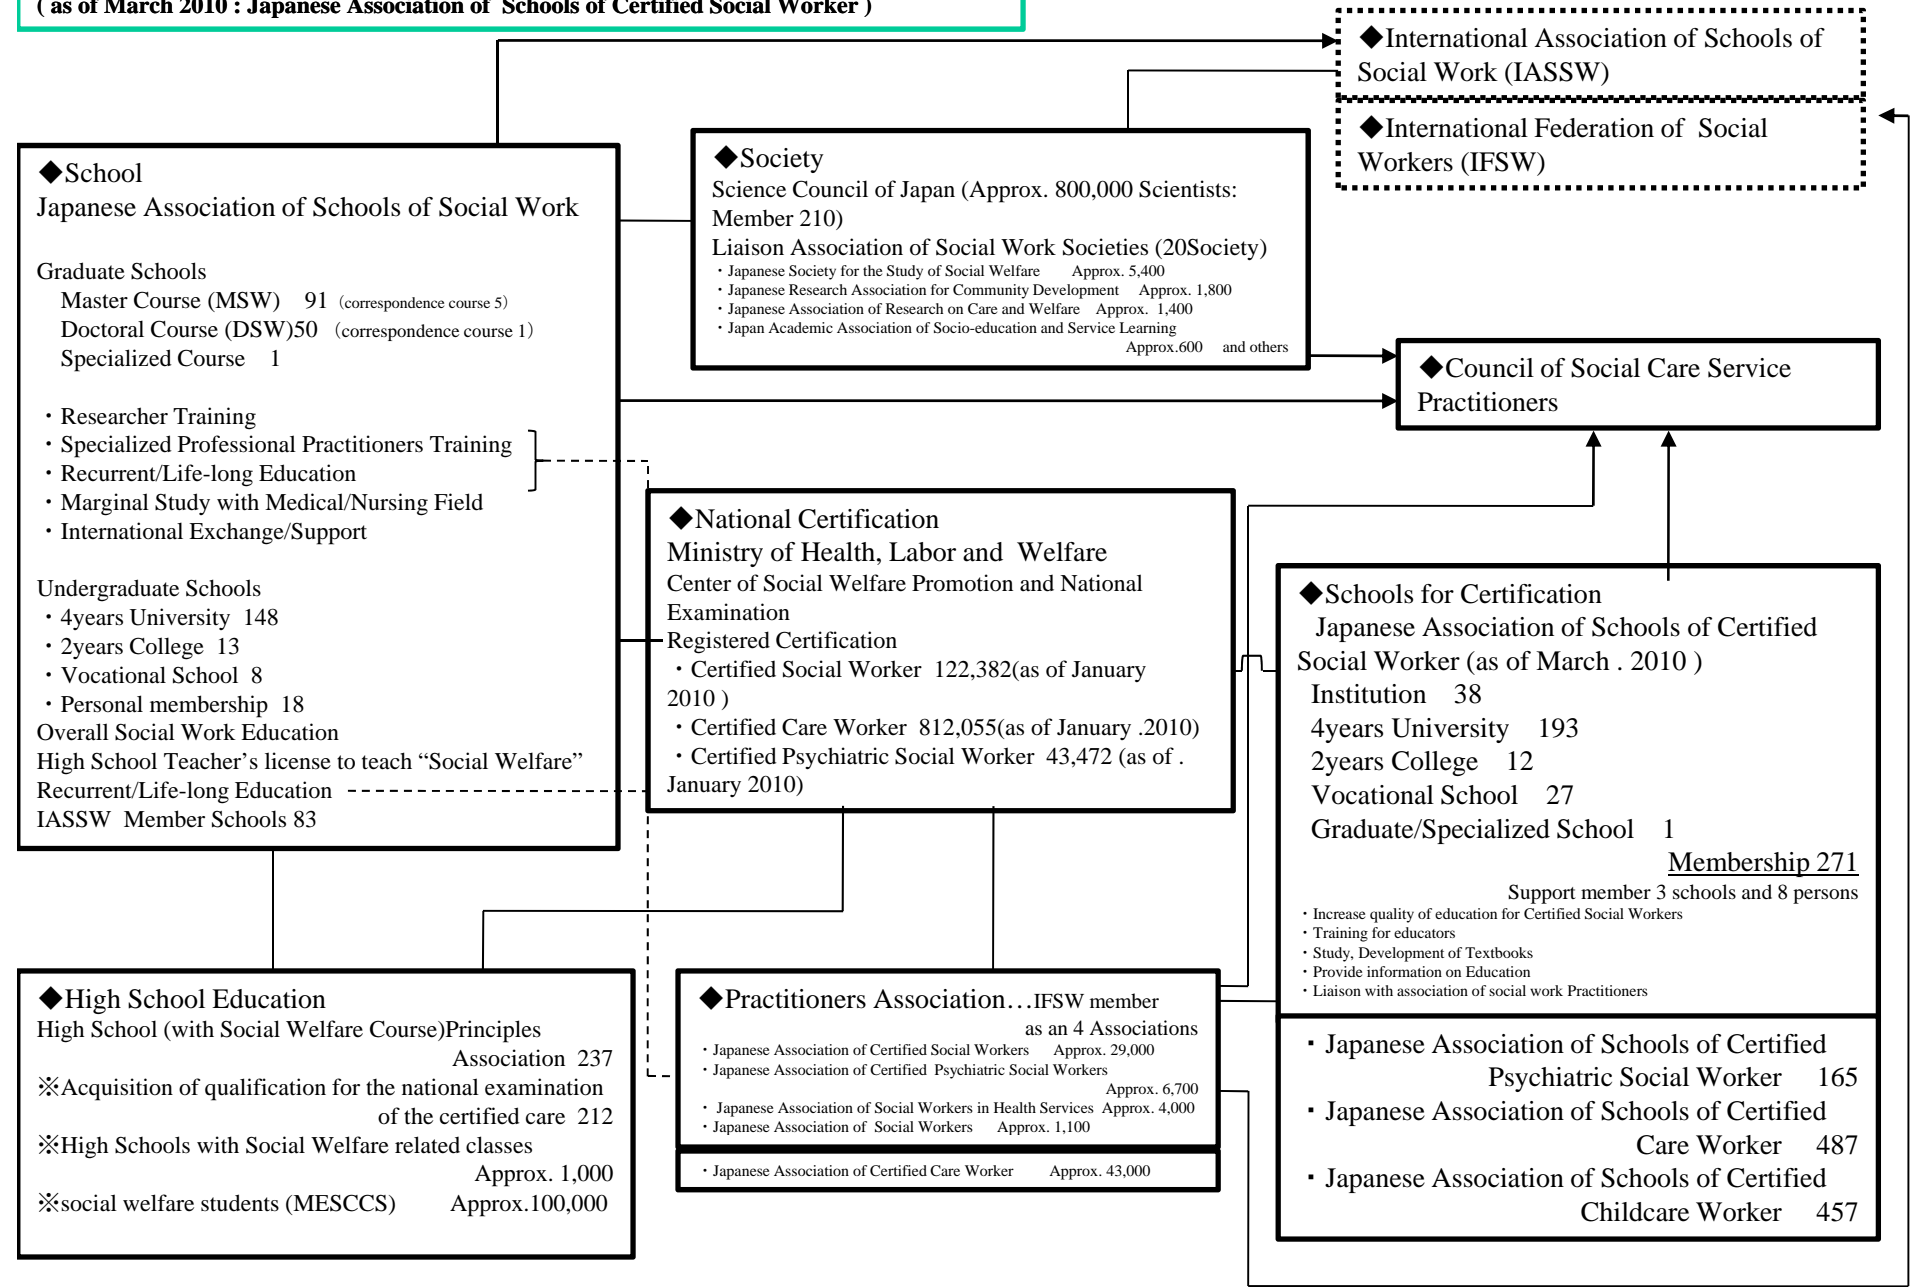 ( as of March 2010 : Japanese Association of Schools of Certified Social Worker )
◆International Association of Schools of
Social Work (IASSW)
◆International Federation of Social
Workers (IFSW)
◆School
Japanese Association of Schools of Social Work
Graduate Schools
Master Course (MSW) 91 (correspondence course 5)
Doctoral Course (DSW)50 (correspondence course 1)
Specialized Course 1
・Researcher Training
・Specialized Professional Practitioners Training
・Recurrent/Life-long Education
・Marginal Study with Medical/Nursing Field
・International Exchange/Support
Undergraduate Schools
・4years University 148
・2years College 13
・Vocational School 8
・Personal membership 18
Overall Social Work Education
High School Teacher's license to teach “Social Welfare”
Recurrent/Life-long Education
IASSW Member Schools 83
◆Society
Science Council of Japan (Approx. 800,000 Scientists:
Member 210)
Liaison Association of Social Work Societies (20Society)
・Japanese Society for the Study of Social Welfare Approx. 5,400
・Japanese Research Association for Community Development Approx. 1,800
・Japanese Association of Research on Care and Welfare Approx. 1,400
・Japan Academic Association of Socio-education and Service Learning
Approx.600 and others
◆Council of Social Care Service
Practitioners
◆National Certification
Ministry of Health, Labor and Welfare
Center of Social Welfare Promotion and National
Examination
Registered Certification
・Certified Social Worker 122,382(as of January
2010 )
・Certified Care Worker 812,055(as of January .2010)
・Certified Psychiatric Social Worker 43,472 (as of .
January 2010)
◆Schools for Certification
Japanese Association of Schools of Certified
Social Worker (as of March . 2010 )
Institution 38
4years University 193
2years College 12
Vocational School 27
Graduate/Specialized School 1
Membership 271
Support member 3 schools and 8 persons
・Increase quality of education for Certified Social Workers
・Training for educators
・Study, Development of Textbooks
・Provide information on Education
・Liaison with association of social work Practitioners
・Japanese Association of Schools of Certified
Psychiatric Social Worker 165
・Japanese Association of Schools of Certified
Care Worker 487
・Japanese Association of Schools of Certified
Childcare Worker 457
◆High School Education
High School (with Social Welfare Course)Principles
Association 237
※Acquisition of qualification for the national examination
of the certified care 212
※High Schools with Social Welfare related classes
Approx. 1,000
※social welfare students (MESCCS) Approx.100,000
◆Practitioners Association…IFSW member
as an 4 Associations
・Japanese Association of Certified Social Workers Approx. 29,000
・Japanese Association of Certified Psychiatric Social Workers
Approx. 6,700
・Japanese Association of Social Workers in Health Services Approx. 4,000
・Japanese Association of Social Workers Approx. 1,100
・Japanese Association of Certified Care Worker Approx. 43,000